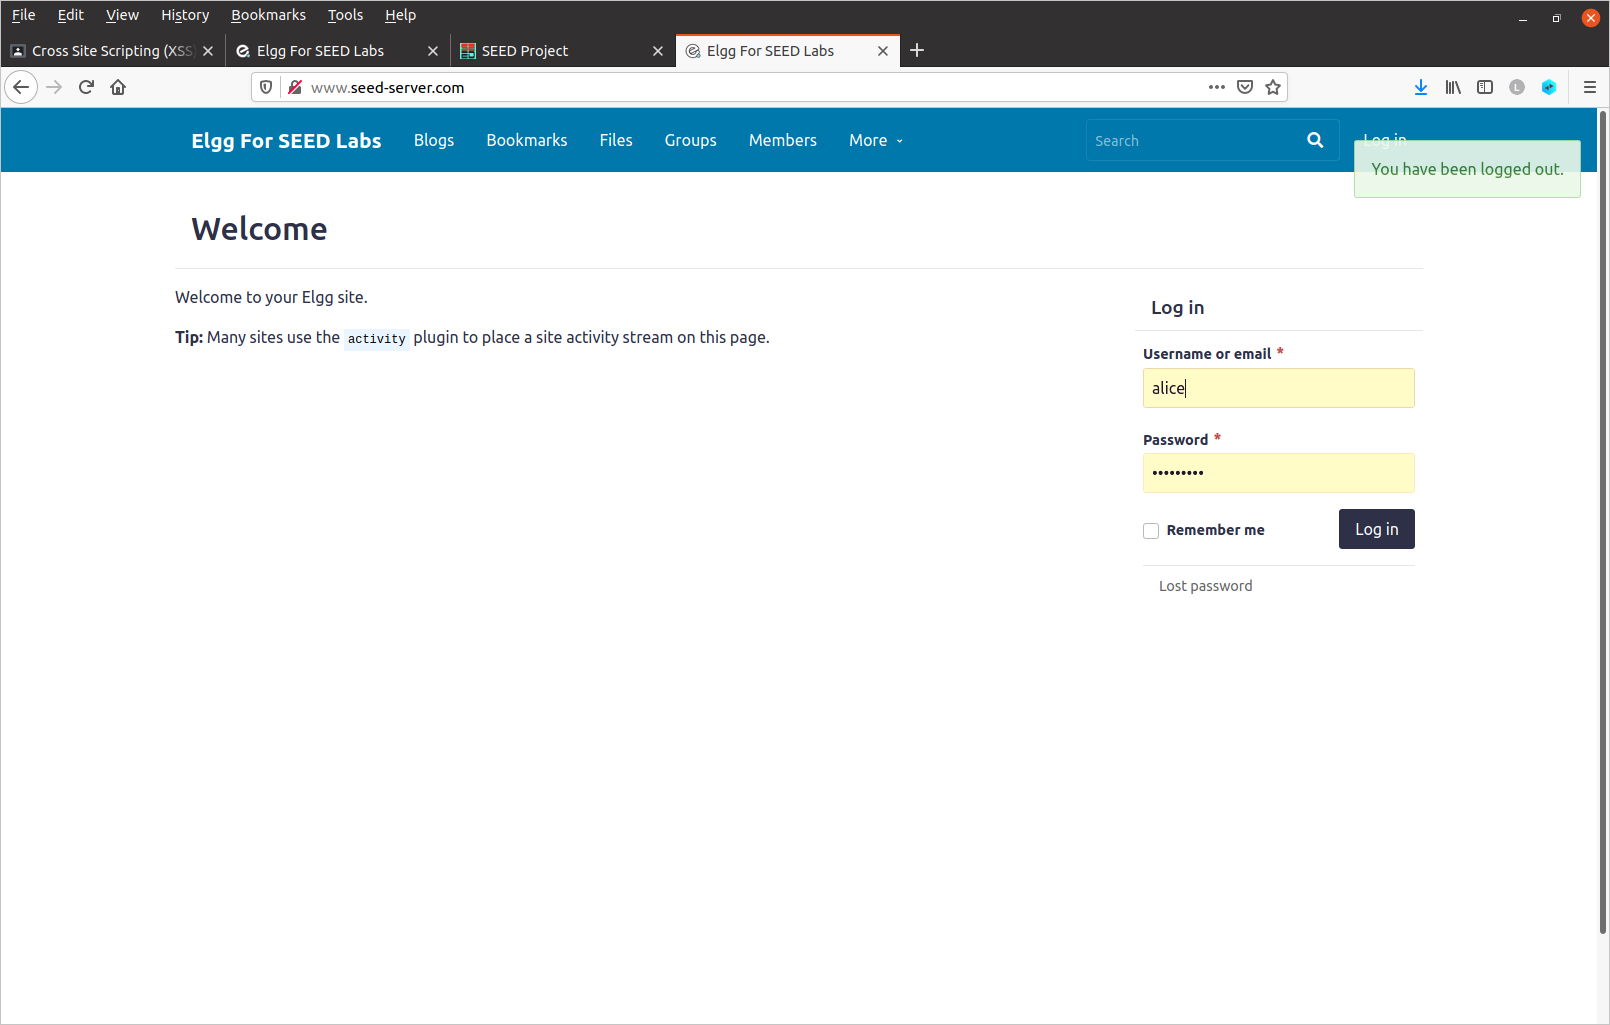 File Edit View History Bookmarks Tools Help
Cross Site Scripting (XSS) Elgg For SEED Labs SEED Project Elgg For SEED Labs
www.seed-server.com
L
Elgg For SEED Labs Blogs Bookmarks Files Groups Members More Search Log in
You have been logged out.
Welcome
Welcome to your Elgg site.
Tip: Many sites use the activity plugin to place a site activity stream on this page.
Log in
Username or email *
alice
Password *
•••••••••
Remember me Log in
Lost password